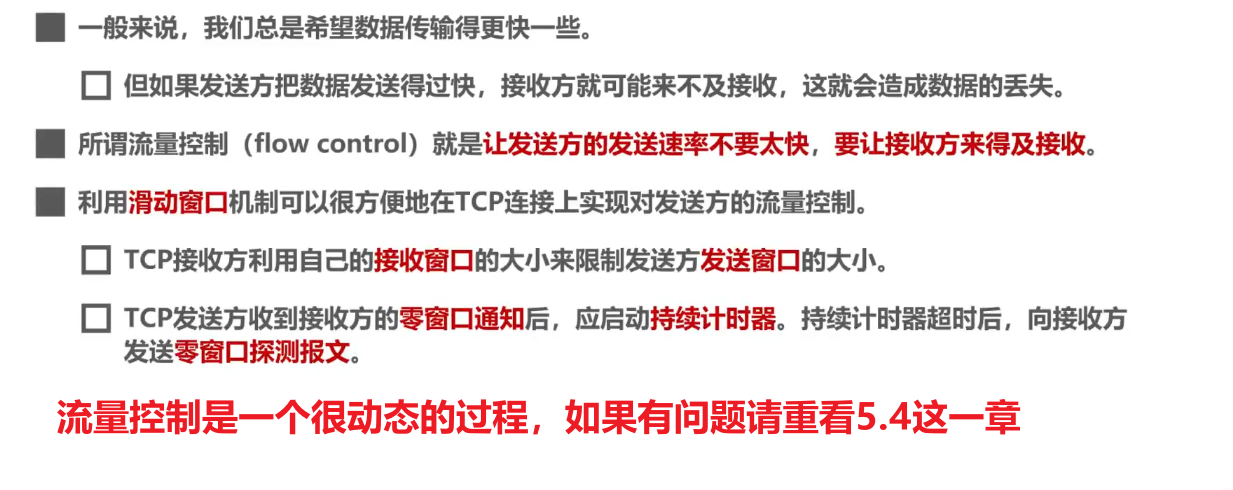 一般来说，我们总是希望数据传输得更快一些。
但如果发送方把数据发送得过快，接收方就可能来不及接收，这就会造成数据的丢失。
所谓流量控制（flow control）就是让发送方的发送速率不要太快，要让接收方来得及接收。
利用滑动窗口机制可以很方便地在TCP连接上实现对发送方的流量控制。
TCP接收方利用自己的接收窗口的大小来限制发送方发送窗口的大小。
TCP发送方收到接收方的零窗口通知后，应启动持续计时器。持续计时器超时后，向接收方
发送零窗口探测报文。
流量控制是一个很动态的过程，如果有问题请重看5.4这一章